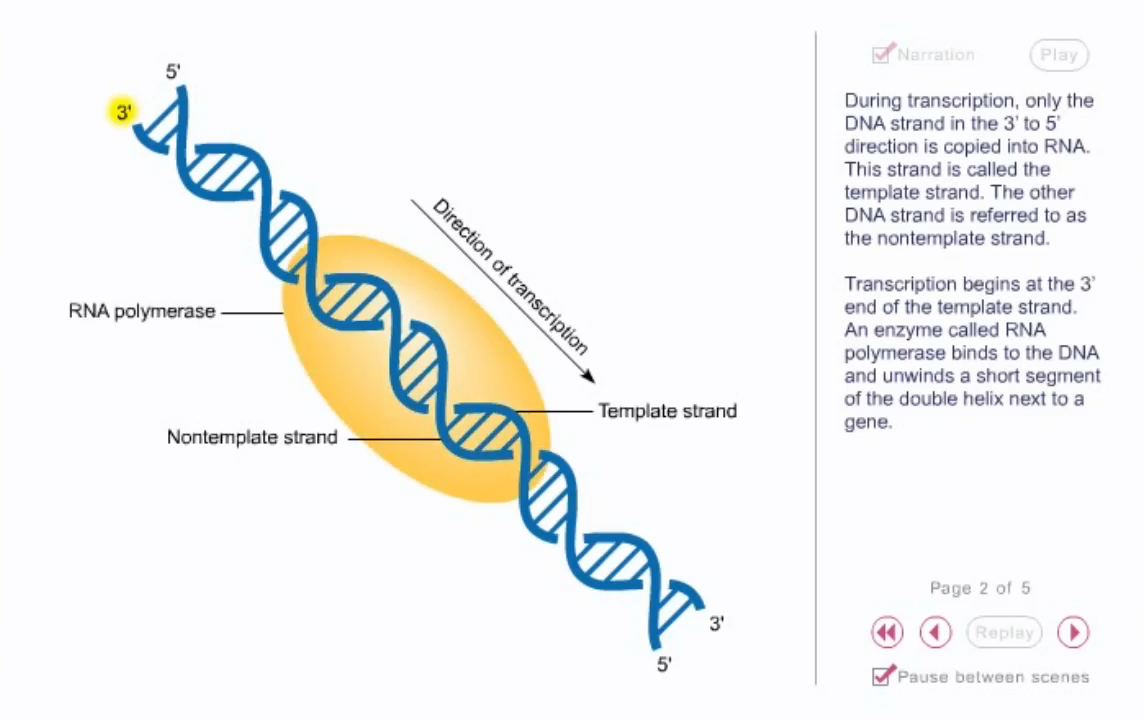 5'
3'
Direction of transcription
RNA polymerase
Template strand
Nontemplate strand
3'
5'
Narration
Play
During transcription, only the
DNA strand in the 3’ to 5’
direction is copied into RNA.
This strand is called the
template strand. The other
DNA strand is referred to as
the nontemplate strand.
Transcription begins at the 3’
end of the template strand.
An enzyme called RNA
polymerase binds to the DNA
and unwinds a short segment
of the double helix next to a
gene.
Page 2 of 5
Replay
Pause between scenes